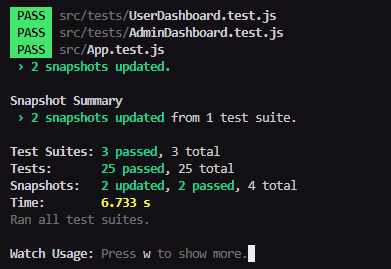 PASS src/tests/UserDashboard.test.js
PASS src/tests/AdminDashboard.test.js
PASS src/App.test.js
› 2 snapshots updated.
Snapshot Summary
› 2 snapshots updated from 1 test suite.
Test Suites: 3 passed, 3 total
Tests: 25 passed, 25 total
Snapshots: 2 updated, 2 passed, 4 total
Time: 6.733 s
Ran all test suites.
Watch Usage: Press w to show more.